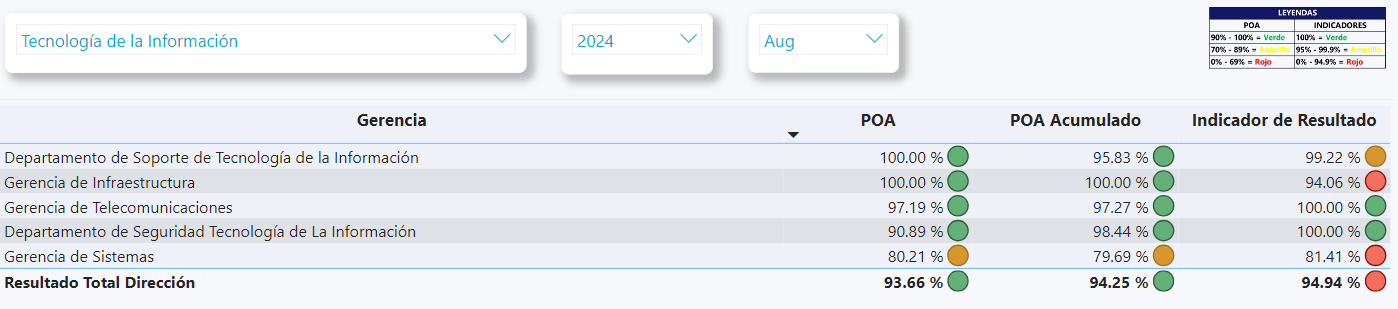 LEYENDAS
POA INDICADORES
90% - 100% = Verde 100% = Verde
70% - 89% = Amarillo 95% - 99.9% = Amarillo
0% - 69% = Rojo 0% - 94.9% = Rojo
Tecnología de la Información 2024 Aug
Gerencia POA POA Acumulado Indicador de Resultado
Departamento de Soporte de Tecnología de la Información 100.00 % 95.83 % 99.22 %
Gerencia de Infraestructura 100.00 % 100.00 % 94.06 %
Gerencia de Telecomunicaciones 97.19 % 97.27 % 100.00 %
Departamento de Seguridad Tecnología de La Información 90.89 % 98.44 % 100.00 %
Gerencia de Sistemas 80.21 % 79.69 % 81.41 %
Resultado Total Dirección 93.66 % 94.25 % 94.94 %